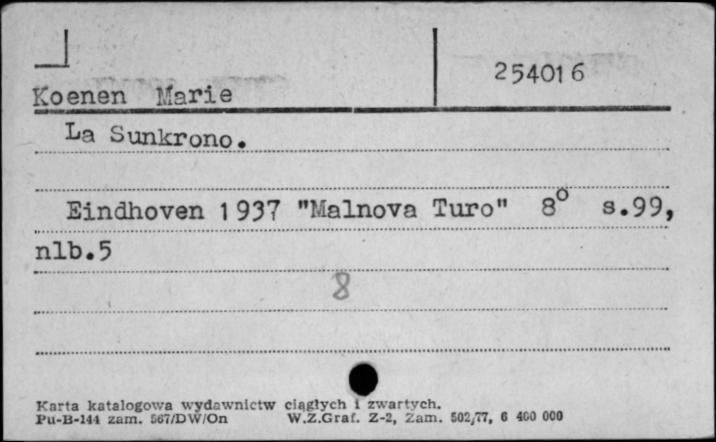 254016
Koenen Marie
La Sunkrono.
Eindhoven 1937 "Malnova Turo" 8° s.99,
nlb.5
8
Karta katalogowa wydawnictw ciągłych i zwartych.
Pu-B-144 zam. 567/DW/On W.Z.Graf. Z-2, Zam. 502/77, 6 400 000